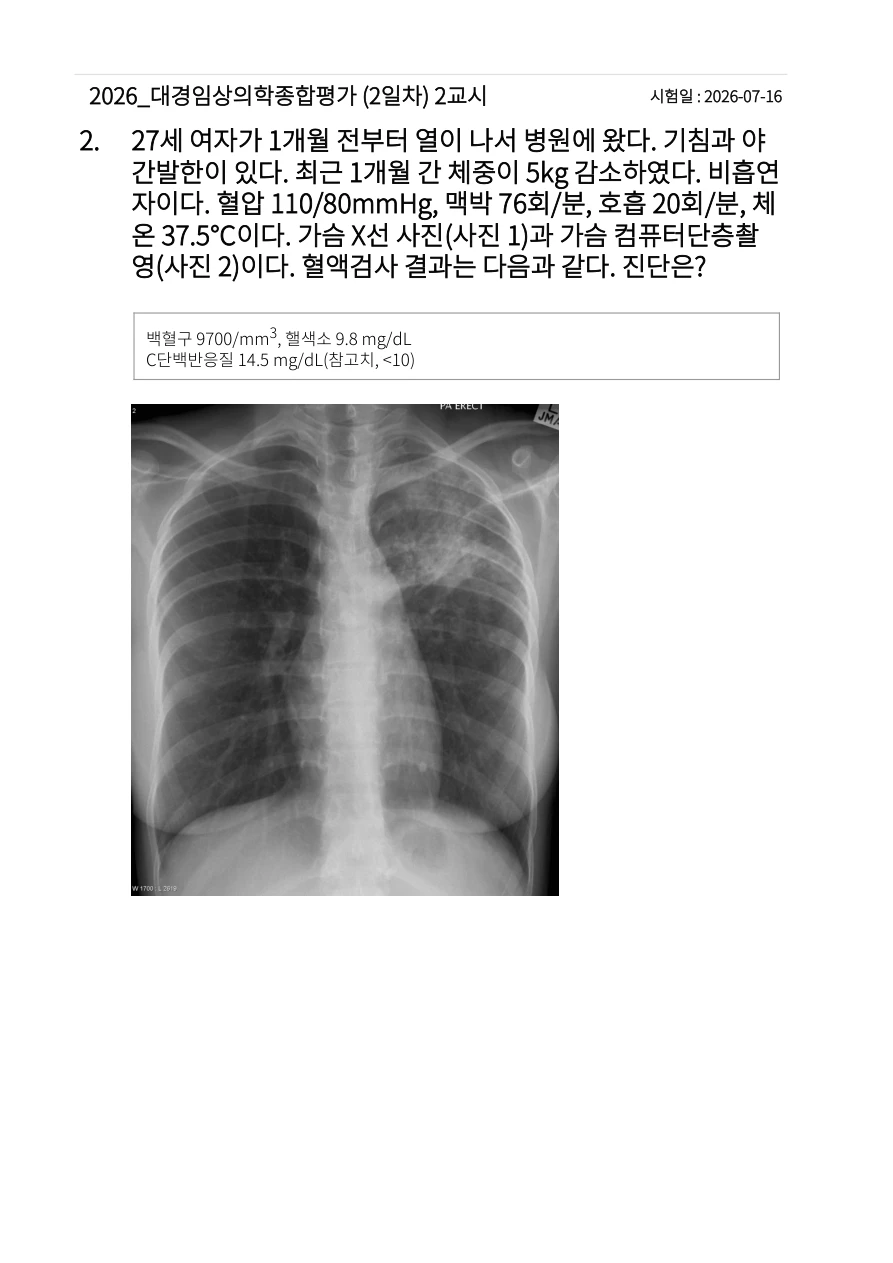 2026_대경임상의학종합평가 (2일차) 2교시
시험일 : 2026-07-16
2. 27세 여자가 1개월 전부터 열이 나서 병원에 왔다. 기침과 야
간발한이 있다. 최근 1개월 간 체중이 5kg 감소하였다. 비흡연
자이다. 혈압 110/80mmHg, 맥박 76회/분, 호흡 20회/분, 체
온 37.5℃이다. 가슴 X선 사진(사진 1)과 가슴 컴퓨터단층촬
영(사진 2)이다. 혈액검사 결과는 다음과 같다. 진단은?
백혈구 9700/mm3, 핼색소 9.8 mg/dL
C단백반응질 14.5 mg/dL(참고치, <10)
2
PA ERECT
L
JM
W 1700 : L 2619